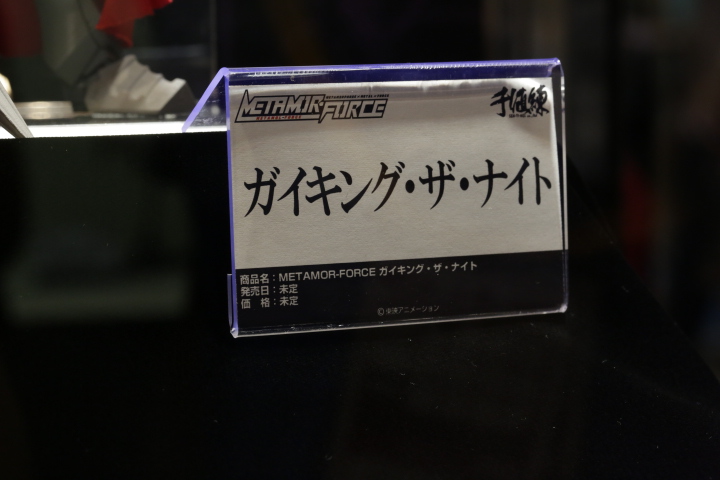 METAMOR-FORCE
手値練
ガイキング・ザ・ナイト
商品名：METAMOR-FORCE ガイキング・ザ・ナイト
発売日：未定
価　格：未定
©東映アニメーション